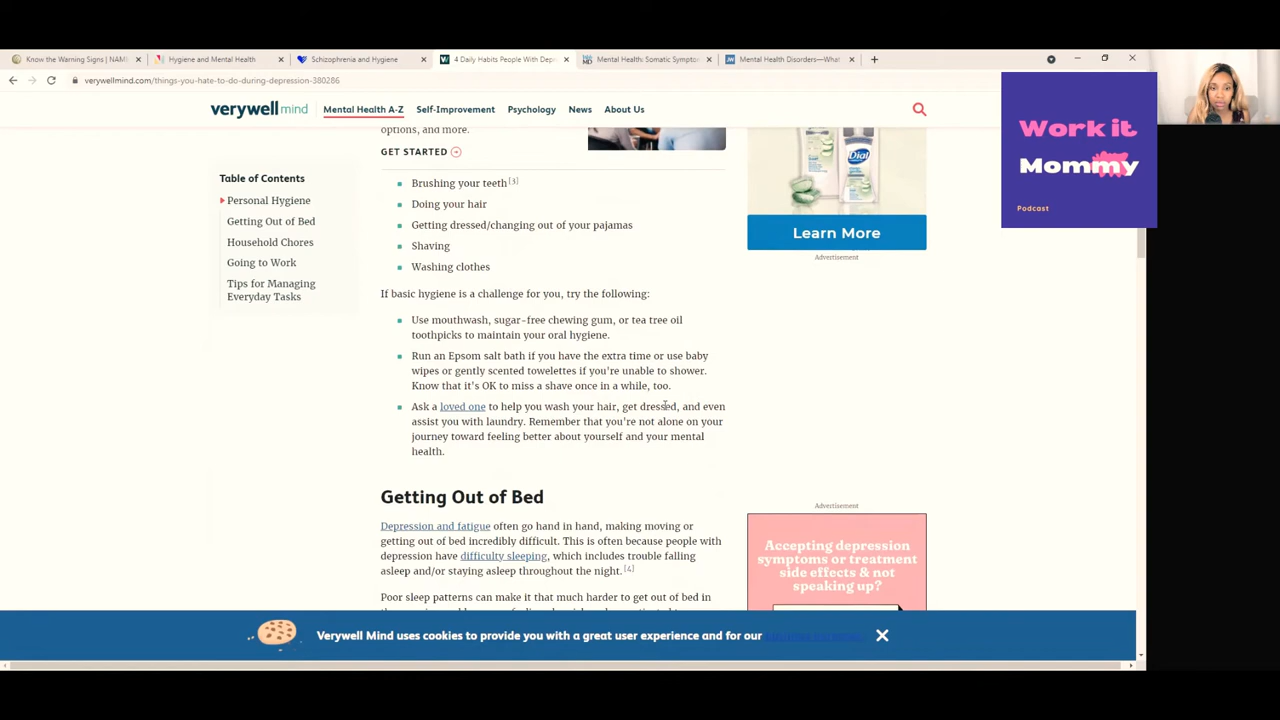 Know the Warning Signs | NAM
Hygiene and Mental Health
Schizophrenia and Hygiene
4 Daily Habits People With Dep
Mental Health: Somatic Sympto
Mental Health Disorders—What
verywellmind.com/things-you-hate-to-do-during-depression-380286
verywell mind
Mental Health A-Z
Self-Improvement
Psychology
News
About Us
Work it
Mommy
Podcast
options, and more.
GET STARTED
Table of Contents
Personal Hygiene
Getting Out of Bed
Household Chores
Going to Work
Tips for Managing
Everyday Tasks
Brushing your teeth [3]
Doing your hair
Getting dressed/changing out of your pajamas
Shaving
Washing clothes
If basic hygiene is a challenge for you, try the following:
Use mouthwash, sugar-free chewing gum, or tea tree oil
toothpicks to maintain your oral hygiene.
Run an Epsom salt bath if you have the extra time or use baby
wipes or gently scented towelettes if you're unable to shower.
Know that it's OK to miss a shave once in a while, too.
Ask a loved one to help you wash your hair, get dressed, and even
assist you with laundry. Remember that you're not alone on your
journey toward feeling better about yourself and your mental
health.
Getting Out of Bed
Depression and fatigue often go hand in hand, making moving or
getting out of bed incredibly difficult. This is often because people with
depression have difficulty sleeping, which includes trouble falling
asleep and/or staying asleep throughout the night. [4]
Poor sleep patterns can make it that much harder to get out of bed in
Dial
Learn More
Advertisement
Advertisement
Accepting depression
symptoms or treatment
side effects & not
speaking up?
Verywell Mind uses cookies to provide you with a great user experience and for our